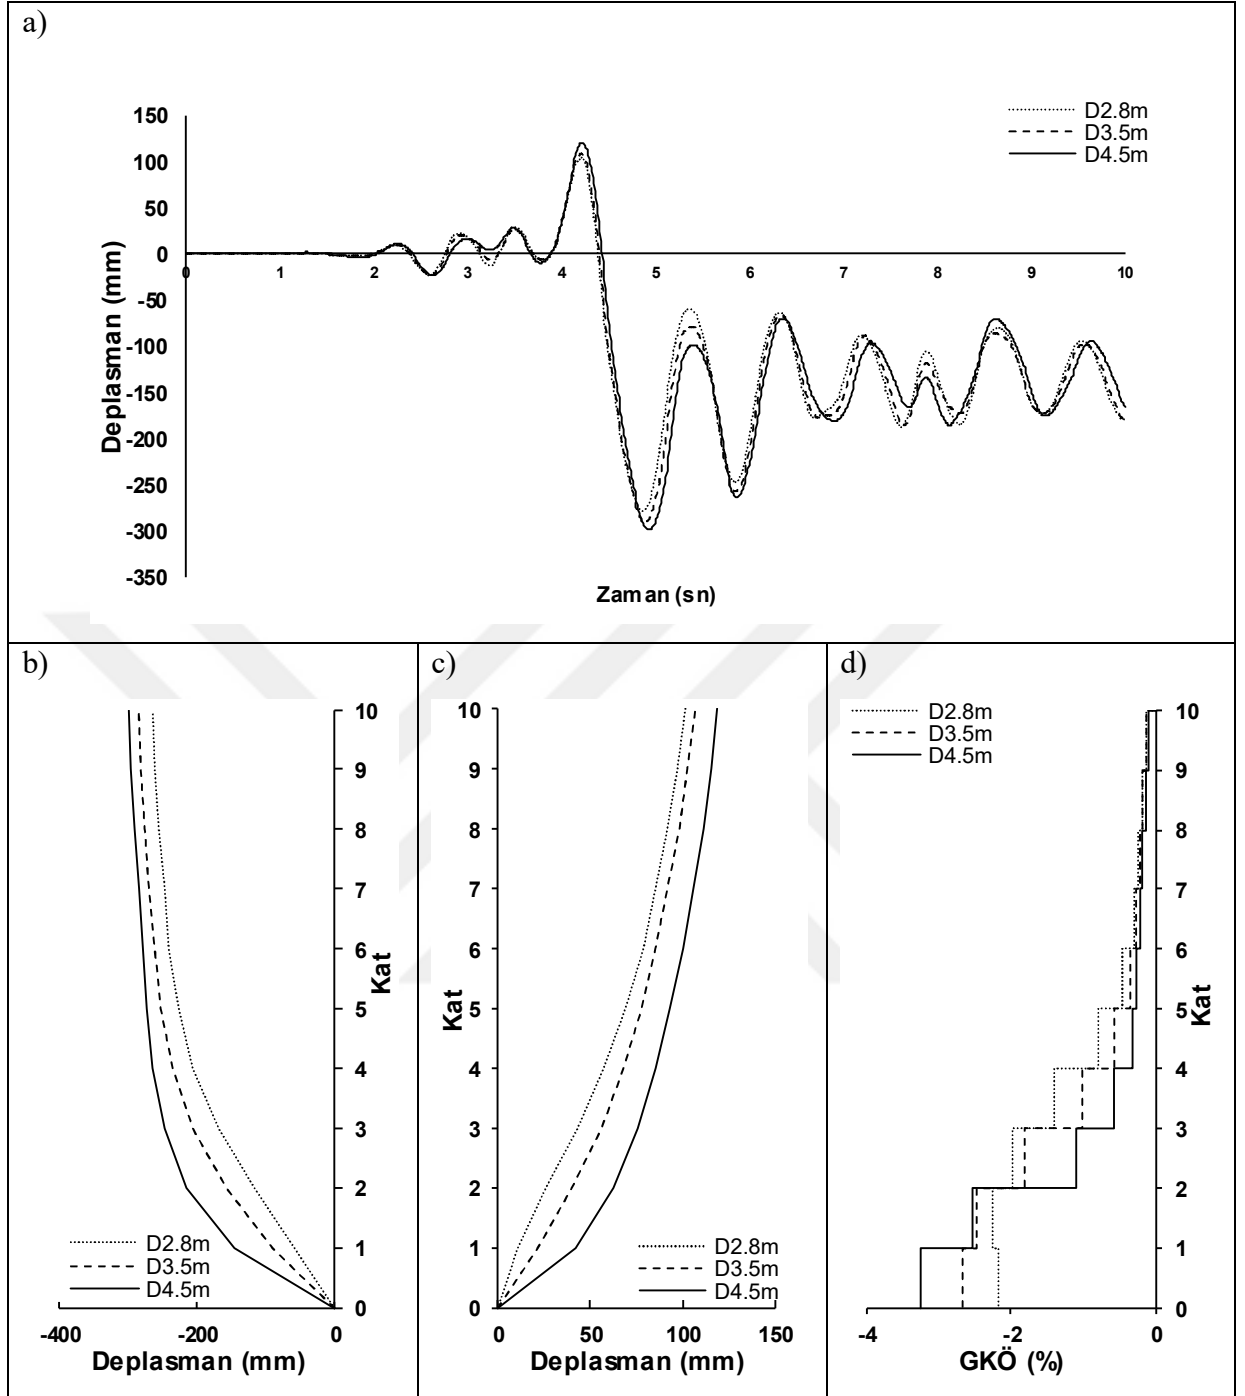 a)
D2.8m
D3.5m
D4.5m
150
100
50
0
-50
-100
-150
-200
-250
-300
-350
0 1 2 3 4 5 6 7 8 9 10
Deplasman (mm)
Zaman (sn)
b)
10
9
8
7
6
5
4
3
2
1
0
Kat
D2.8m
D3.5m
D4.5m
-400 -200 0
Deplasman (mm)
c)
10
9
8
7
6
5
4
3
2
1
0
Kat
D2.8m
D3.5m
D4.5m
0 50 100 150
Deplasman (mm)
d)
D2.8m
D3.5m
D4.5m
10
9
8
7
6
5
4
3
2
1
0
Kat
-4 -2 0
GKÖ (%)